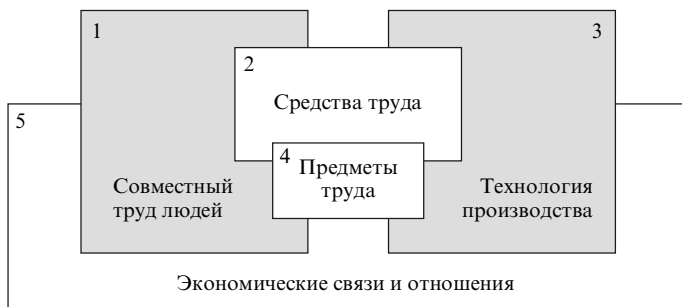 1
3
2
Средства труда
5
4
Предметы
труда
Совместный
труд людей
Технология
производства
Экономические связи и отношения